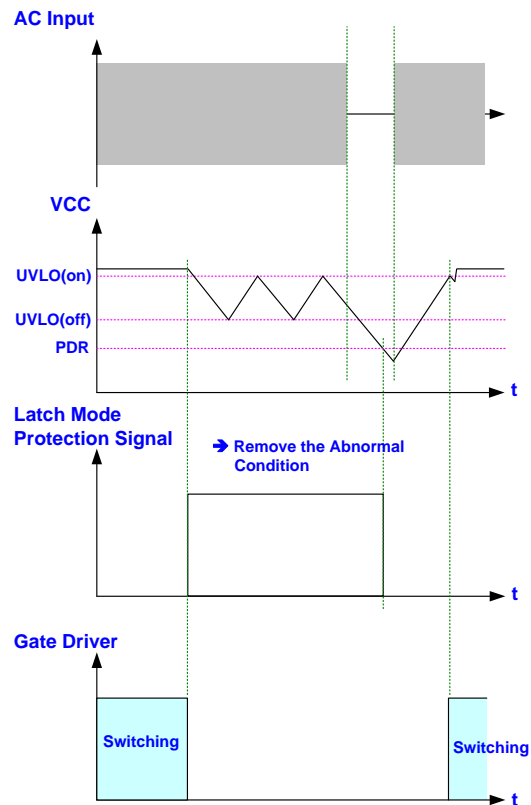 AC Input
VCC
UVLO(on)
UVLO(off)
PDR
t
Latch Mode
Protection Signal
➔ Remove the Abnormal
Condition
t
Gate Driver
Switching
Switching
t